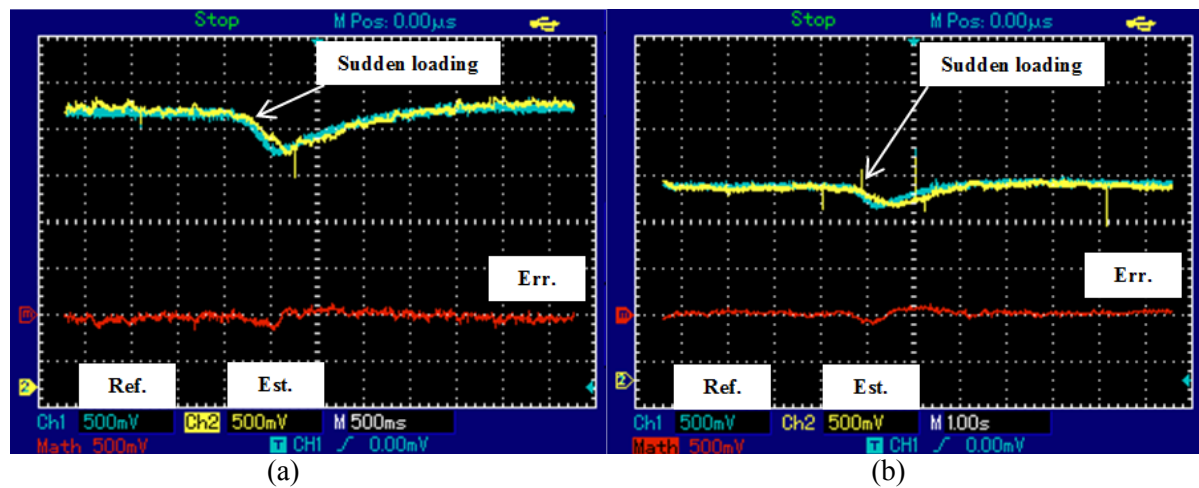 Stop M Pos: 0.00µs
Sudden loading
Err.
m
Ref. Est.
2
Ch1 500mV Ch2 500mV M 500ms
Math 500mV T CH1 0.00mV
(a)
Stop M Pos: 0.00µs
Sudden loading
Err.
m
Ref. Est.
2
Ch1 500mV Ch2 500mV M 1.00s
Math 500mV T CH1 0.00mV
(b)